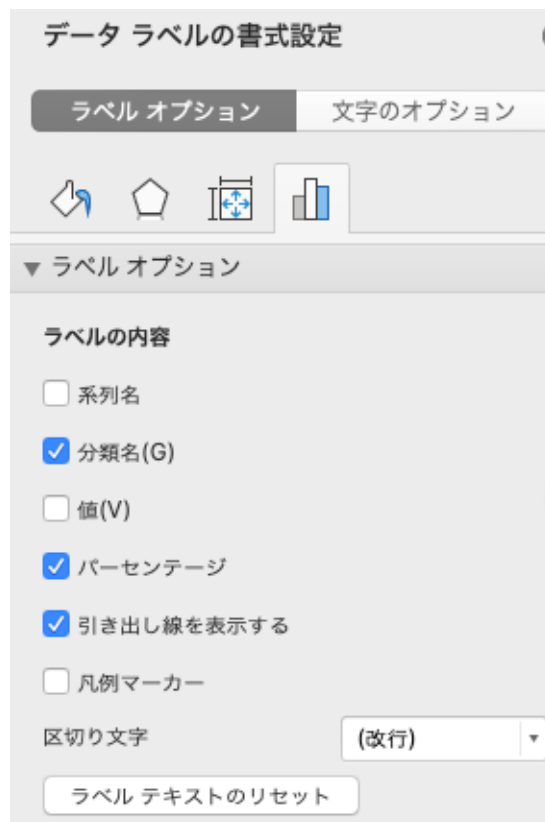 データ ラベルの書式設定
ラベル オプション
文字のオプション
ラベル オプション
ラベルの内容
系列名
分類名(G)
値(V)
パーセンテージ
引き出し線を表示する
凡例マーカー
区切り文字 (改行)
ラベル テキストのリセット